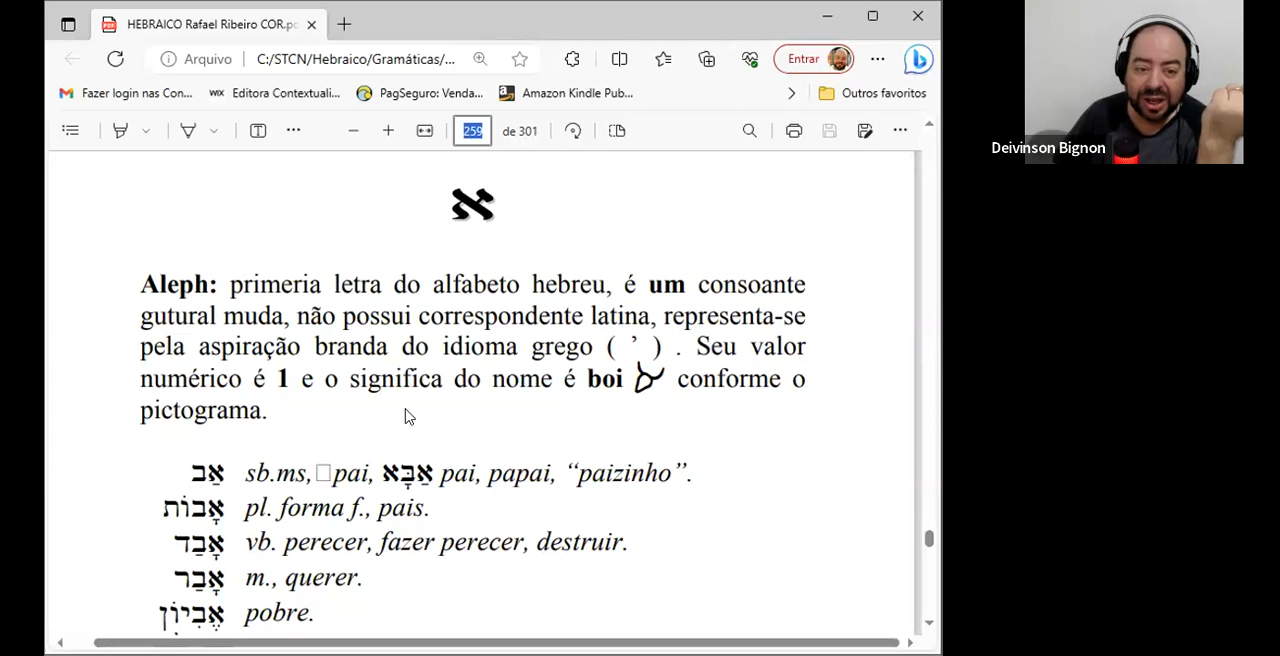 HEBRAICO Rafael Ribeiro COR.pd
Arquivo C:/STCN/Hebraico/Gramáticas/... Entrar
Fazer login nas Con... WIX Editora Contextuali... PagSeguro: Venda... Amazon Kindle Pub... Outros favoritos
259 de 301
Deivinson Bignon
א
Aleph: primeria letra do alfabeto hebreu, é um consoante
gutural muda, não possui correspondente latina, representa-se
pela aspiração branda do idioma grego ( ’ ) . Seu valor
numérico é 1 e o significa do nome é boi conforme o
pictograma.
אַב sb.ms, □pai, אַבָּא pai, papai, “paizinho”.
אָבוֹת pl. forma f., pais.
אָבַד vb. perecer, fazer perecer, destruir.
אָבַר m., querer.
אֶבִיוֹן pobre.